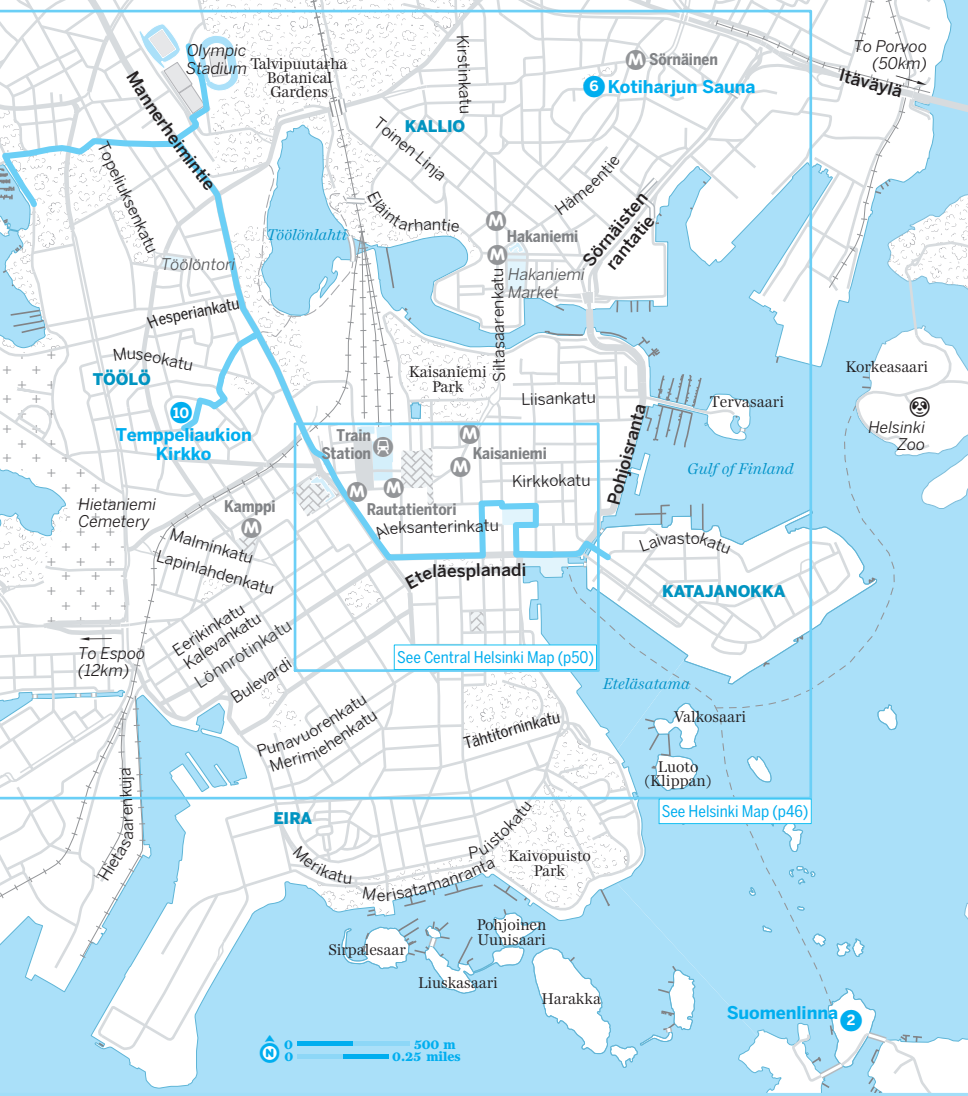 Olympic
Stadium
Talvipuutarha
Botanical
Gardens
Kirstinkatu
M Sörnäinen
6 Kotiharjun Sauna
To Porvoo
(50km)
Itäväylä
Mannerheimintie
KALLIO
Toinen Linja
Topeliuksenkatu
Eläintarhantie
Hämeentie
Sörnäisten
rantatie
M
Hakaniemi
M
Hakaniemi
Market
Töölönlahti
Töölöntori
Siltasaarenkatu
Hesperiankatu
Museokatu
TÖÖLÖ
Kaisaniemi
Park
Liisankatu
Korkeasaari
Helsinki
Zoo
Tervasaari
10
Temppeliaukion
Kirkko
Train
Station
M
Kaisaniemi
M
Pohjoisranta
Gulf of Finland
Kirkkokatu
Hietaniemi
Cemetery
Kamppi
M
M
M
Rautatientori
Aleksanterinkatu
Malminkatu
Lapinlahdenkatu
Laivastokatu
Eteläesplanadi
KATAJANOKKA
Eerikinkatu
Kalevankatu
Lönnrotinkatu
Bulevardi
To Espoo
(12km)
See Central Helsinki Map (p50)
Eteläsatama
Valkosaari
Punavuorenkatu
Merimiehenkatu
Tähtitorninkatu
Luoto
(Klippan)
Hietasaarenkuja
See Helsinki Map (p46)
EIRA
Merikatu
Puistokatu
Merisatamanranta
Kaivopuisto
Park
Sirpalesaar
Pohjoinen
Uunisaari
Liuskasaari
Harakka
Suomenlinna 2
N
0 500 m
0 0.25 miles